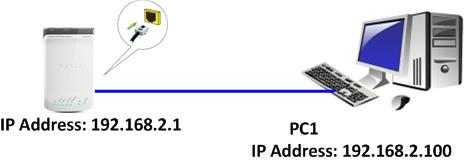 IP Address: 192.168.2.1
PC1
IP Address: 192.168.2.100